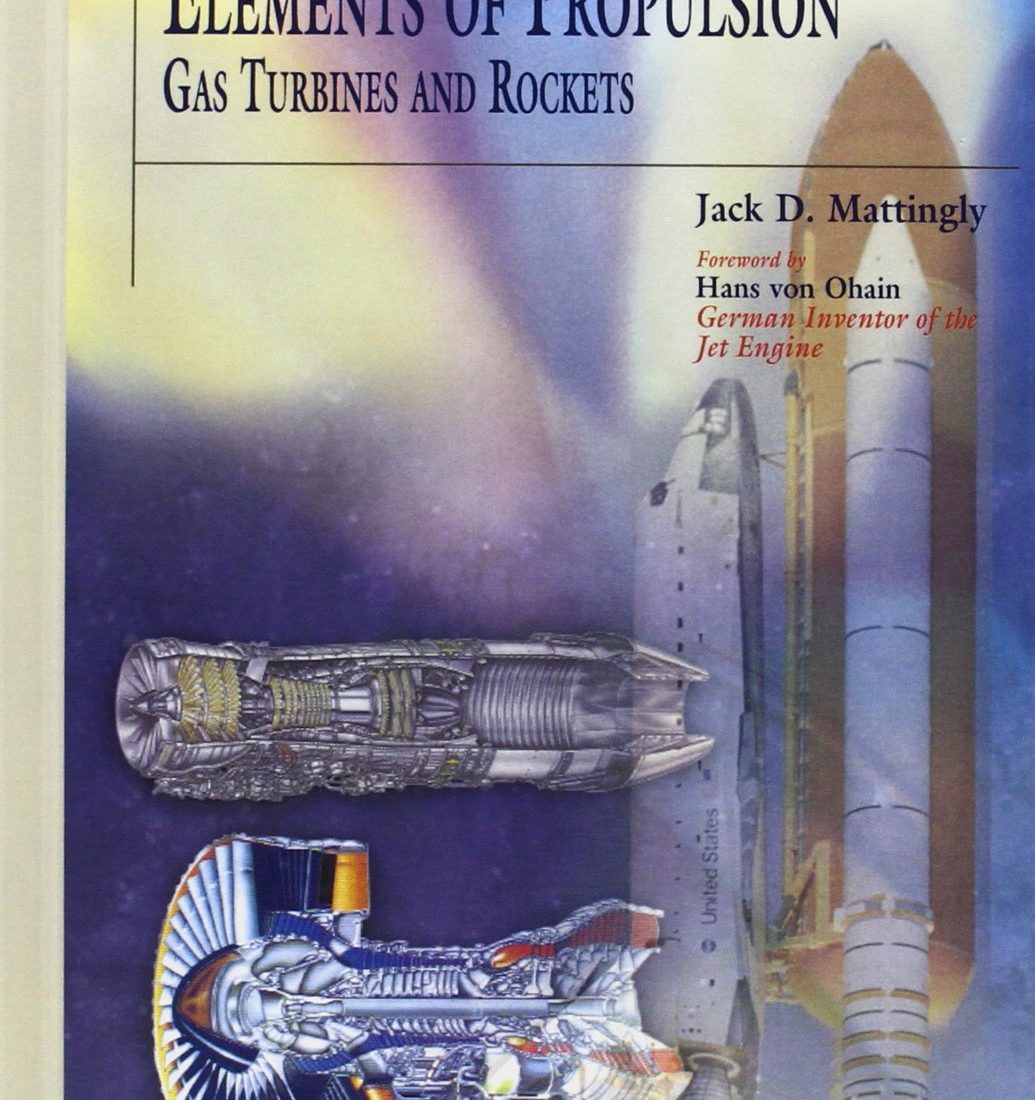 ELEMENTS OF PROPULSION
GAS TURBINES AND ROCKETS
Jack D. Mattingly
Foreword by
Hans von Ohain
German Inventor of the
Jet Engine
United States